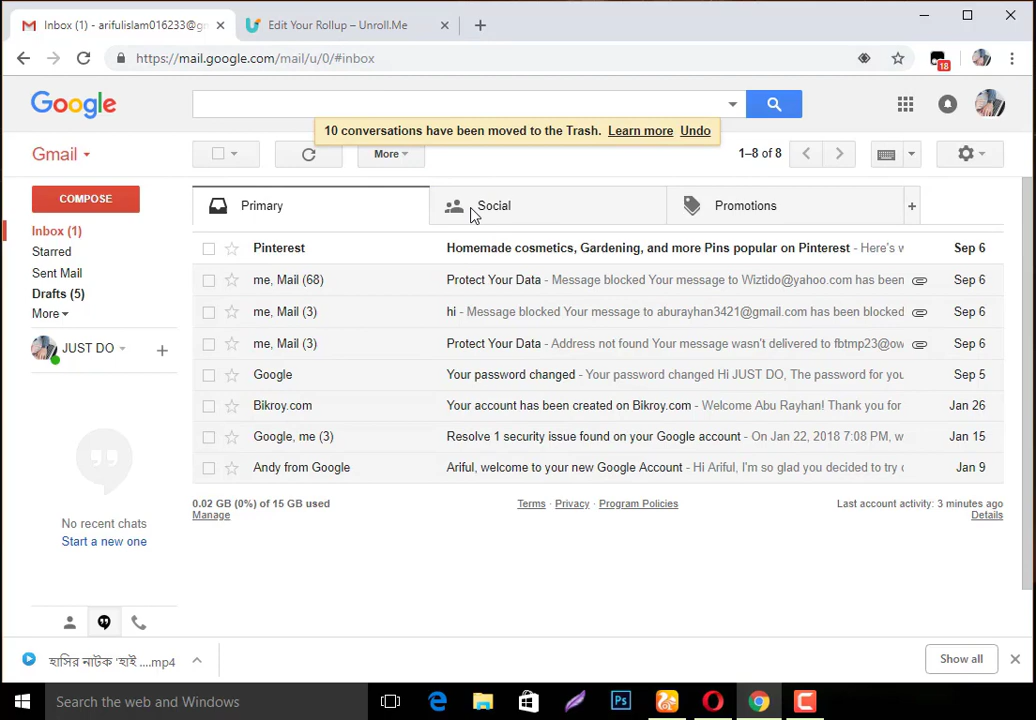 Inbox (1) - arifulislam016233@g
Edit Your Rollup – Unroll.Me
https://mail.google.com/mail/u/0/#inbox
18
Google
10 conversations have been moved to the Trash. Learn more Undo
Gmail
More
1–8 of 8
COMPOSE
Primary
Social
Promotions
Inbox (1)
Starred
Sent Mail
Drafts (5)
More
JUST DO
Pinterest Homemade cosmetics, Gardening, and more Pins popular on Pinterest - Here's w Sep 6
me, Mail (68) Protect Your Data - Message blocked Your message to Wiztido@yahoo.com has been Sep 6
me, Mail (3) hi - Message blocked Your message to aburayhan3421@gmail.com has been blocked Sep 6
me, Mail (3) Protect Your Data - Address not found Your message wasn't delivered to fbtmp23@ow Sep 6
Google Your password changed - Your password changed Hi JUST DO, The password for you Sep 5
Bikroy.com Your account has been created on Bikroy.com - Welcome Abu Rayhan! Thank you for Jan 26
Google, me (3) Resolve 1 security issue found on your Google account - On Jan 22, 2018 7:08 PM, w Jan 15
Andy from Google Ariful, welcome to your new Google Account - Hi Ariful, I'm so glad you decided to try c Jan 9
0.02 GB (0%) of 15 GB used
Manage
Terms - Privacy - Program Policies
Last account activity: 3 minutes ago
Details
No recent chats
Start a new one
হাসির নাটক 'হাই ....mp4
Show all
Search the web and Windows
Ps